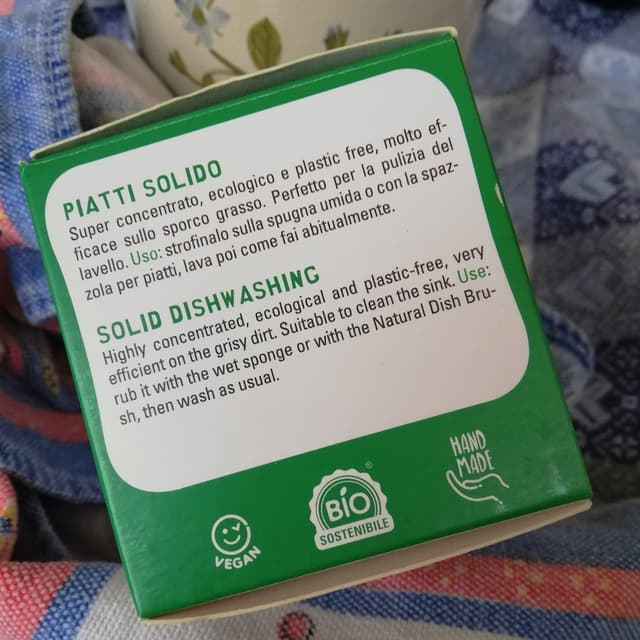 PIATTI SOLIDO
Super concentrato, ecologico e plastic free, molto ef-
ficace sullo sporco grasso. Perfetto per la pulizia del
lavello. Uso: strofinalo sulla spugna umida o con la spaz-
zola per piatti, lava poi come fai abitualmente.
SOLID DISHWASHING
Highly concentrated, ecological and plastic-free, very
efficient on the grisy dirt. Suitable to clean the sink. Use:
rub it with the wet sponge or with the Natural Dish Bru-
sh, then wash as usual.
VEGAN
BIO
SOSTENIBILE
®
HAND
MADE